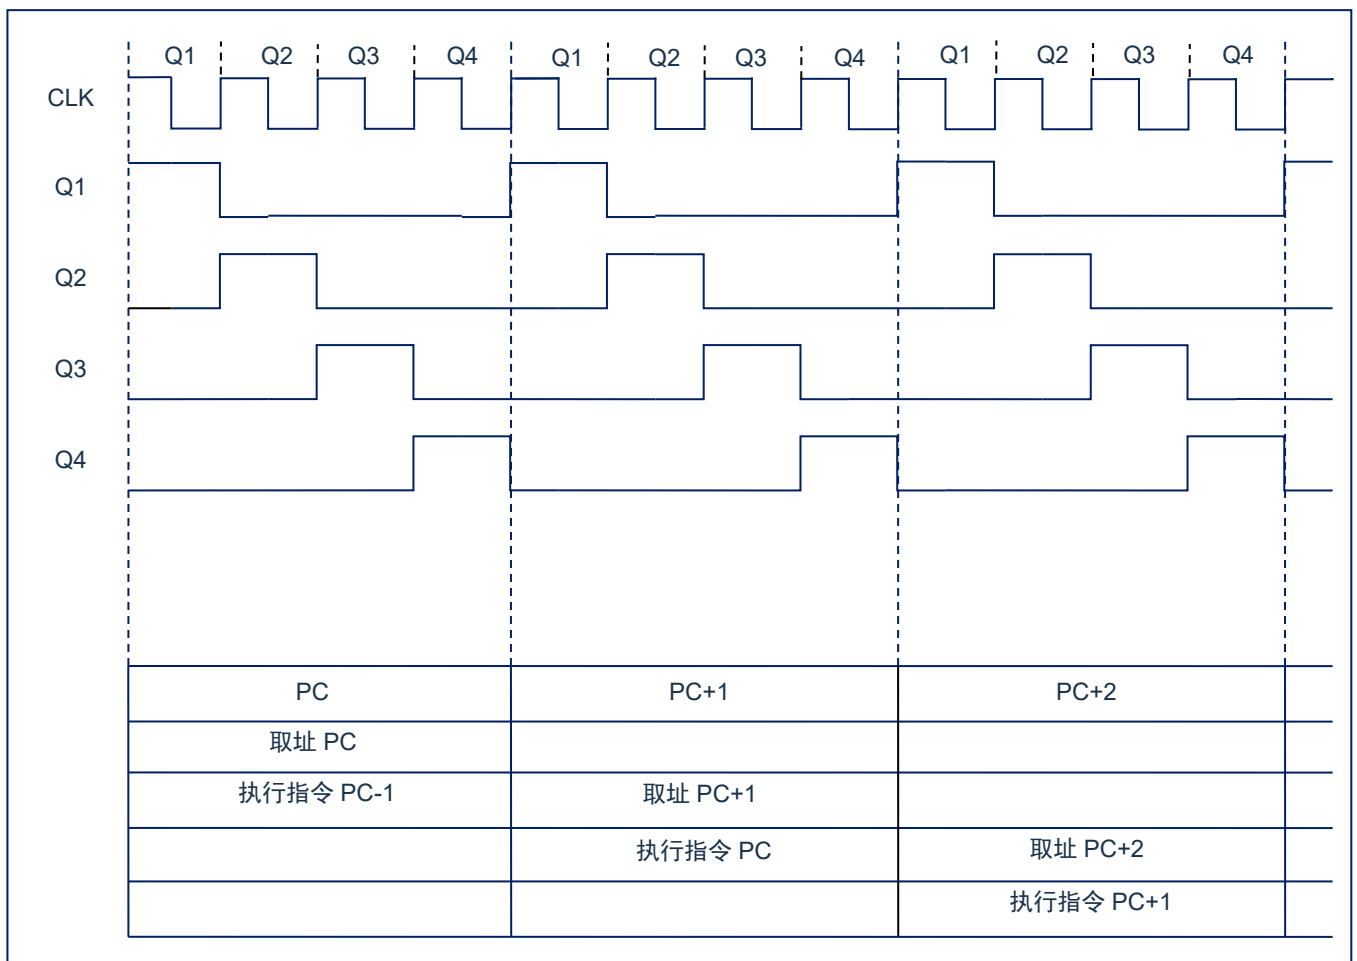 Q1 Q2 Q3 Q4 Q1 Q2 Q3 Q4 Q1 Q2 Q3 Q4
CLK
Q1
Q2
Q3
Q4
PC PC+1 PC+2
取址 PC
执行指令 PC-1 取址 PC+1
执行指令 PC 取址 PC+2
执行指令 PC+1